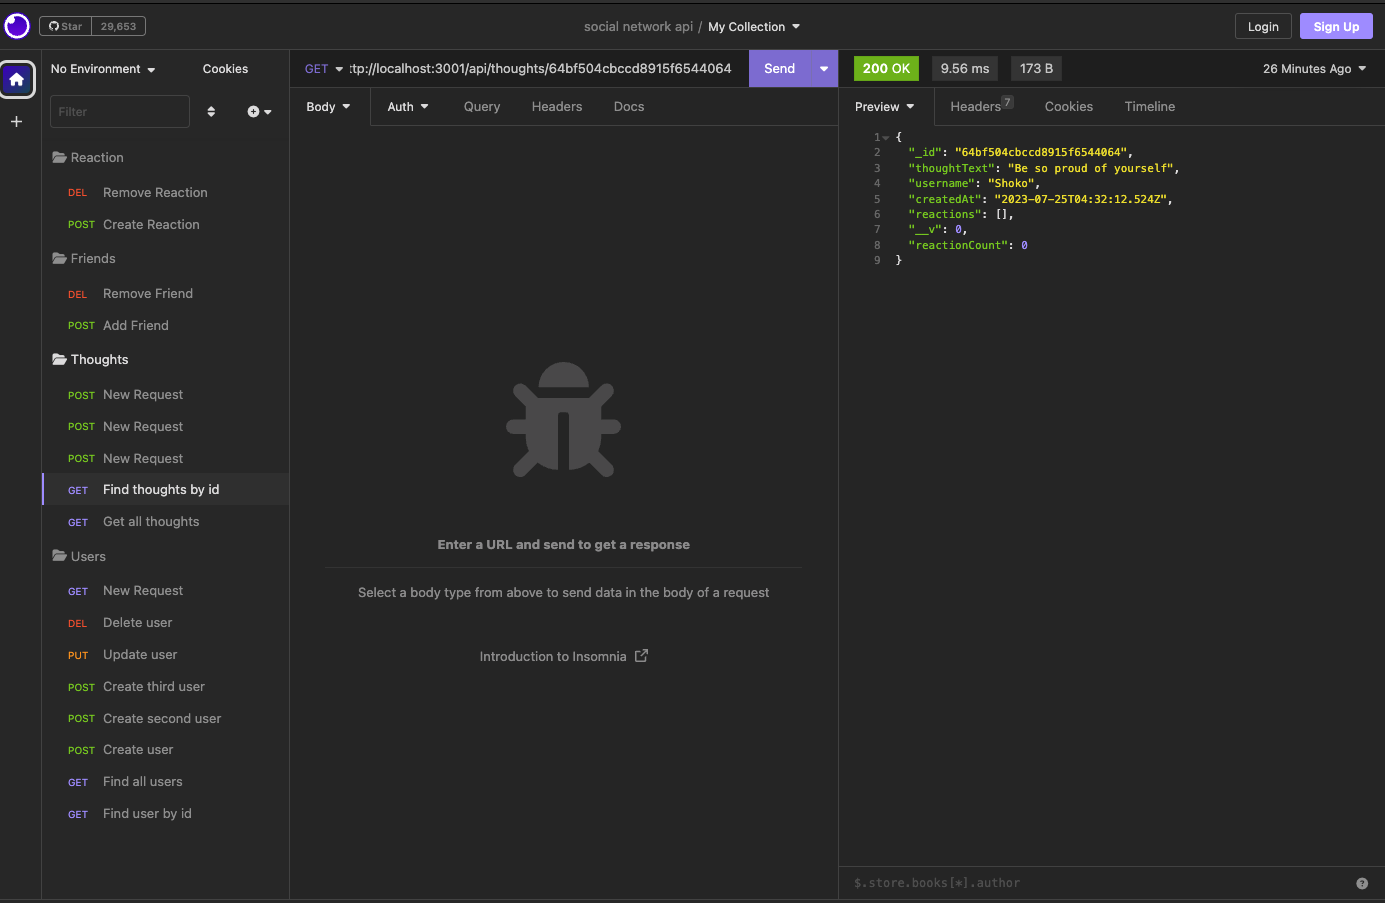 Star 29,653
social network api / My Collection
Login
Sign Up
No Environment
Cookies
Filter
Reaction
DEL Remove Reaction
POST Create Reaction
Friends
DEL Remove Friend
POST Add Friend
Thoughts
POST New Request
POST New Request
POST New Request
GET Find thoughts by id
GET Get all thoughts
Users
GET New Request
DEL Delete user
PUT Update user
POST Create third user
POST Create second user
POST Create user
GET Find all users
GET Find user by id
GET ttp://localhost:3001/api/thoughts/64bf504cbccd8915f6544064
Send
Body Auth Query Headers Docs
Enter a URL and send to get a response
Select a body type from above to send data in the body of a request
Introduction to Insomnia
200 OK 9.56 ms 173 B
26 Minutes Ago
Preview Headers 7 Cookies Timeline
1 {
2 "_id": "64bf504cbccd8915f6544064",
3 "thoughtText": "Be so proud of yourself",
4 "username": "Shoko",
5 "createdAt": "2023-07-25T04:32:12.524Z",
6 "reactions": [],
7 "__v": 0,
8 "reactionCount": 0
9 }
$.store.books[*].author
?